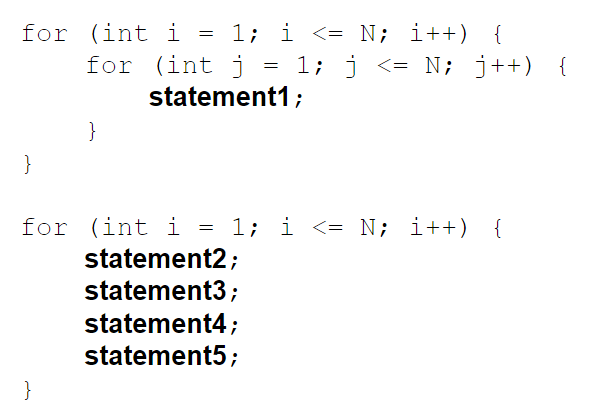 for (int i = 1; i <= N; i++) {
for (int j = 1; j <= N; j++) {
statement1;
}
}
for (int i = 1; i <= N; i++) {
statement2;
statement3;
statement4;
statement5;
}